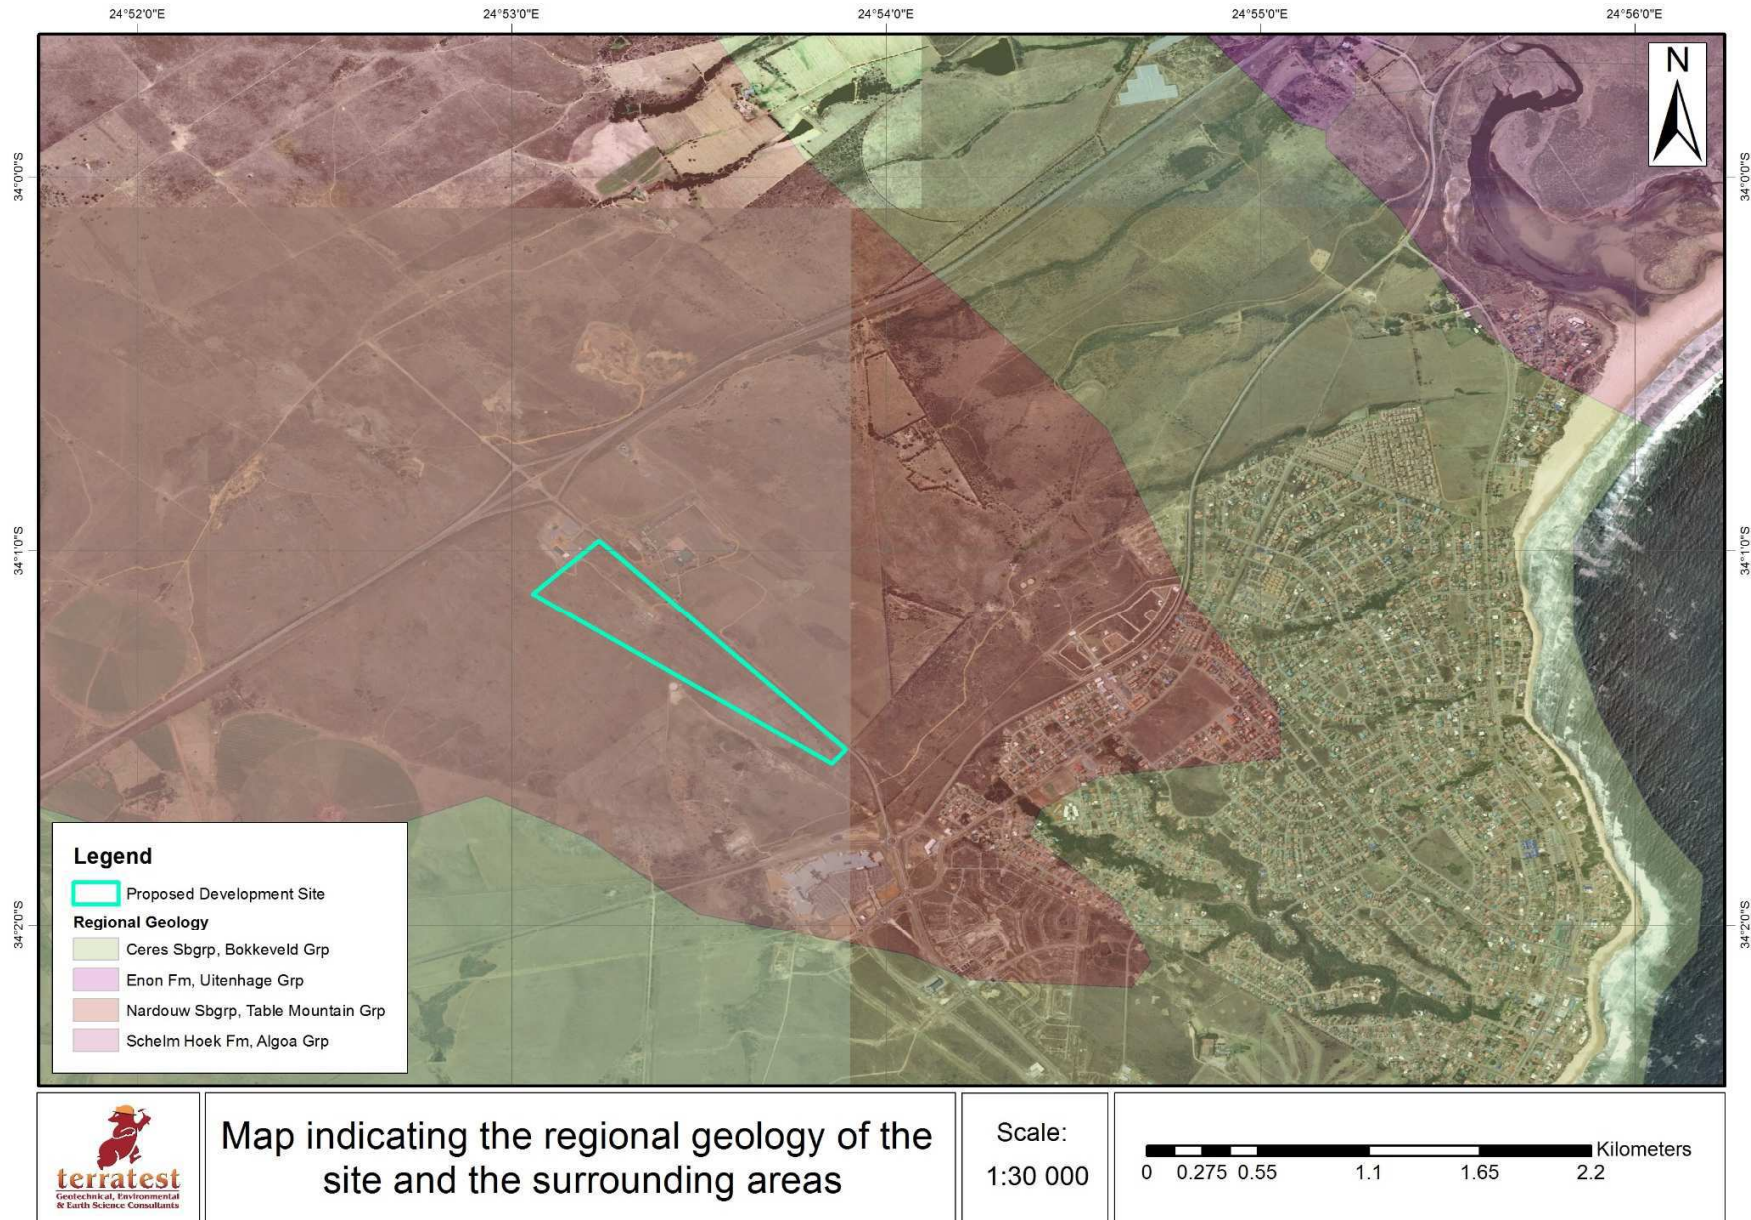 24°52'0"E
24°53'0"E
24°54'0"E
24°55'0"E
24°56'0"E
N
34°0'0"S
34°0'0"S
34°1'0"S
34°1'0"S
34°2'0"S
34°2'0"S
Legend
Proposed Development Site
Regional Geology
Ceres Sbgrp, Bokkeveld Grp
Enon Fm, Uitenhage Grp
Nardouw Sbgrp, Table Mountain Grp
Schelm Hoek Fm, Algoa Grp
terratest
Geotechnical, Environmental
& Earth Science Consultants
Map indicating the regional geology of the
site and the surrounding areas
Scale:
1:30 000
Kilometers
0 0.275 0.55 1.1 1.65 2.2